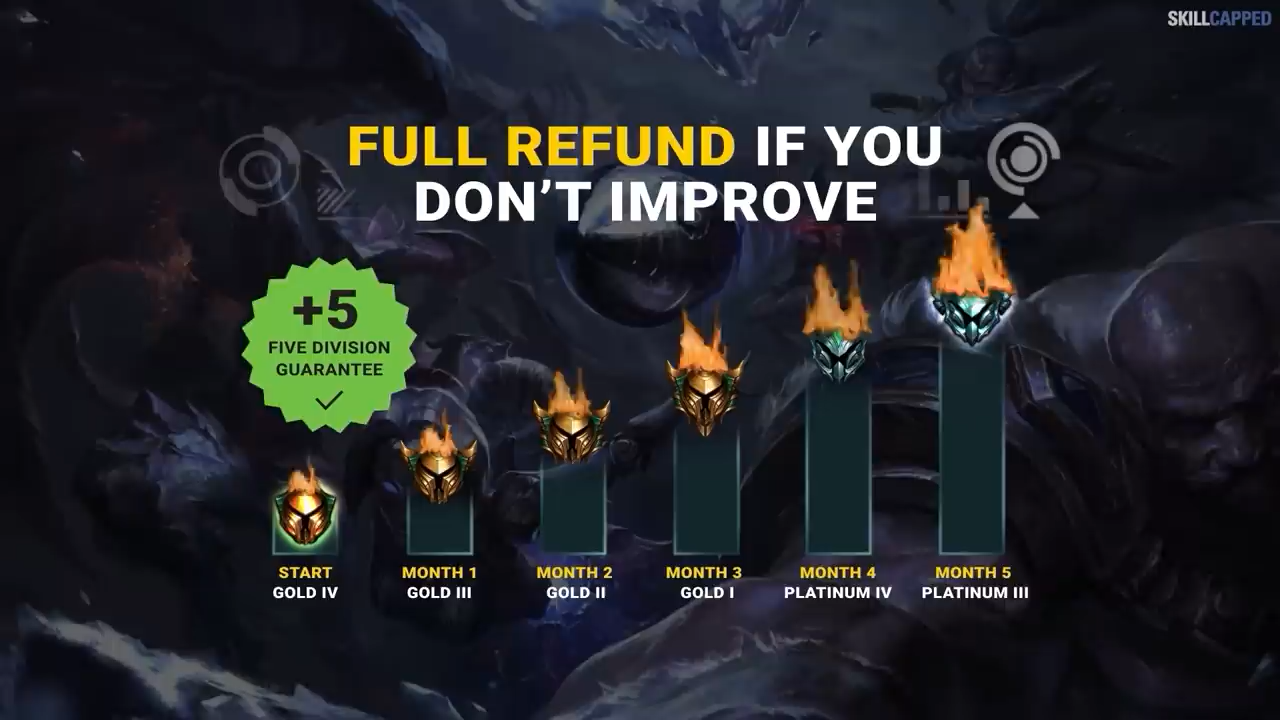 SKILLCAPPED
FULL REFUND IF YOU
DON'T IMPROVE
+5
FIVE DIVISION
GUARANTEE
START
GOLD IV
MONTH 1
GOLD III
MONTH 2
GOLD II
MONTH 3
GOLD I
MONTH 4
PLATINUM IV
MONTH 5
PLATINUM III